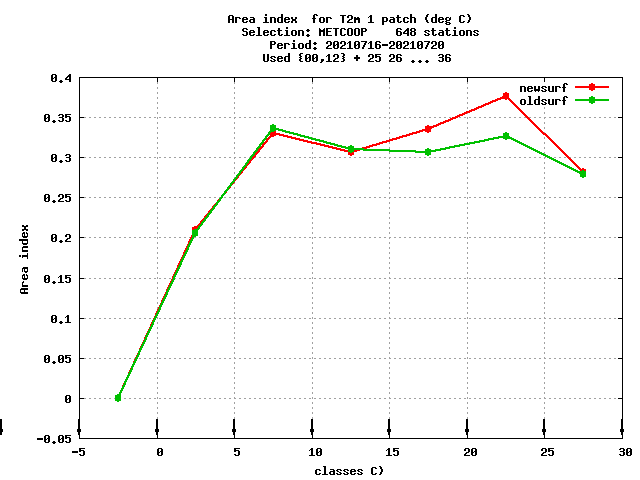 Area index  for T2m 1 patch (deg C)
Selection: METCOOP    648 stations
Period: 20210716-20210720
Used {00,12} + 25 26 ... 36
newsurf
oldsurf
Area index
0.4
0.35
0.3
0.25
0.2
0.15
0.1
0.05
0
-0.05
-5 0 5 10 15 20 25 30
classes C)